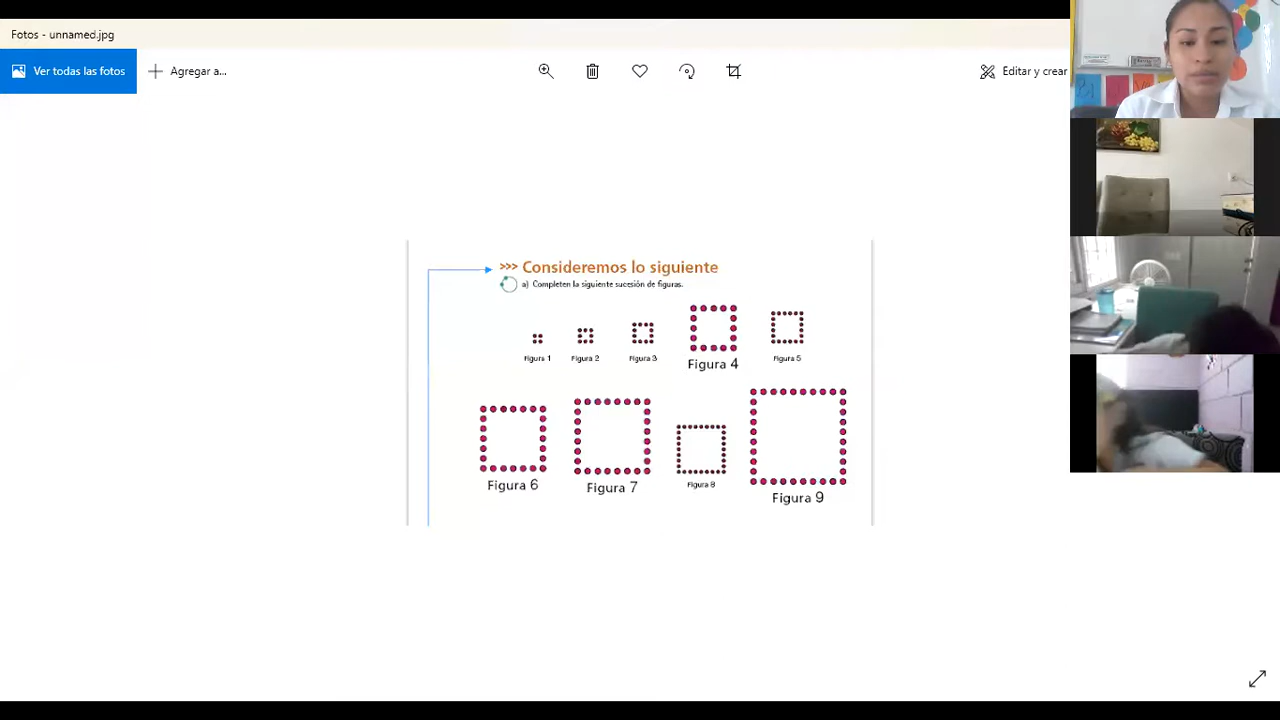 Fotos - unnamed.jpg
Ver todas las fotos
Agregar a...
Editar y crear
>>> Consideremos lo siguiente
a) Completen la siguiente sucesión de figuras.
Figura 1
Figura 2
Figura 3
Figura 4
Figura 5
Figura 6
Figura 7
Figura 8
Figura 9